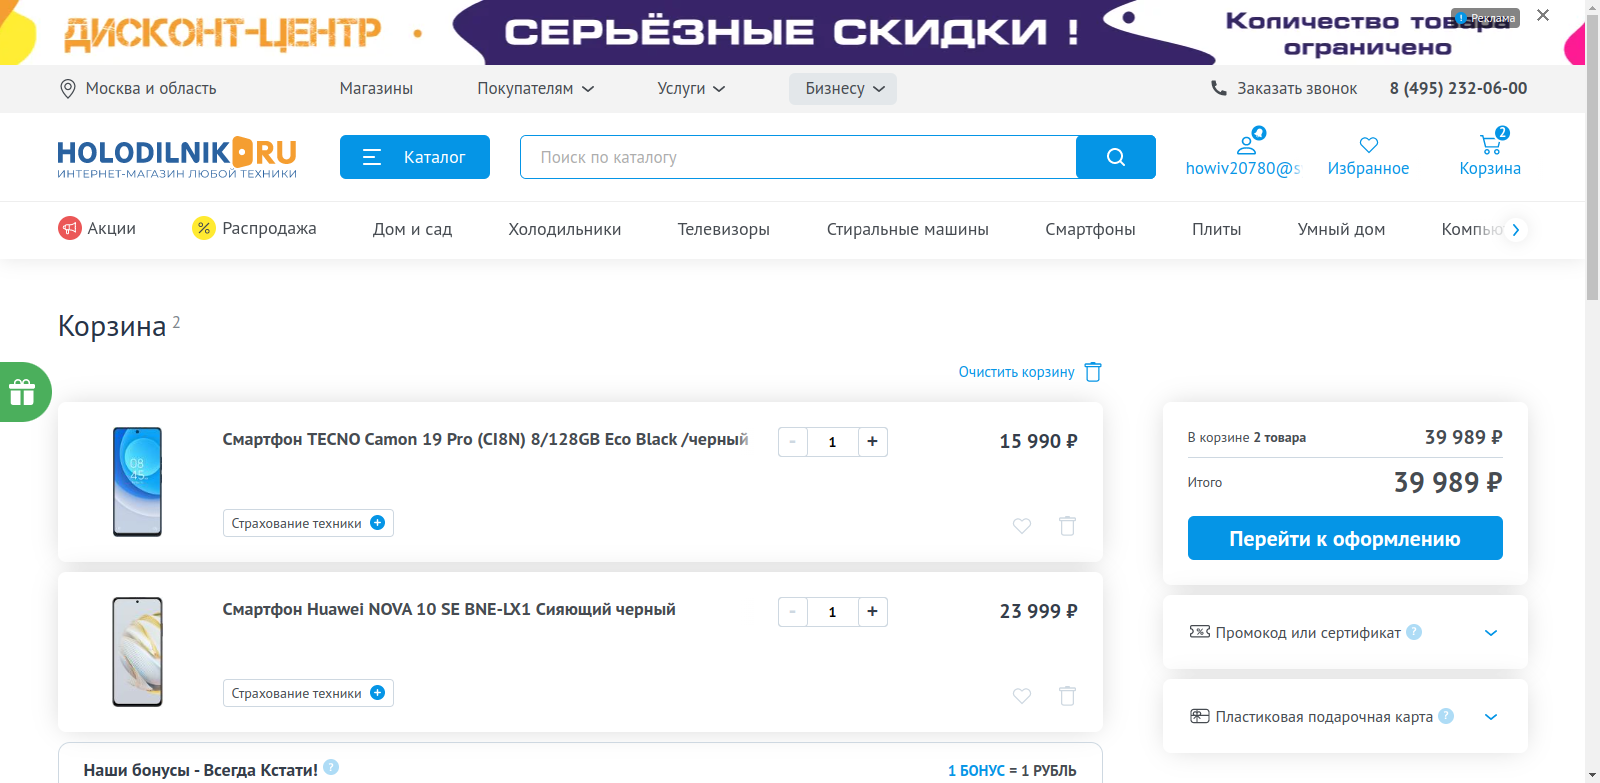 ДИСКОНТ-ЦЕНТР
СЕРЬЁЗНЫЕ СКИДКИ !
Количество товара
ограничено
Реклама
Москва и область
Магазины
Покупателям
Услуги
Бизнесу
Заказать звонок
8 (495) 232-06-00
HOLODILNIK.RU
ИНТЕРНЕТ-МАГАЗИН ЛЮБОЙ ТЕХНИКИ
Каталог
Поиск по каталогу
howiv20780@s
Избранное
2
Корзина
Акции
Распродажа
Дом и сад
Холодильники
Телевизоры
Стиральные машины
Смартфоны
Плиты
Умный дом
Компью
Корзина 2
Очистить корзину
Смартфон TECNO Camon 19 Pro (CI8N) 8/128GB Eco Black /черный
- 1 +
15 990 ₽
08
45
Страхование техники +
Смартфон Huawei NOVA 10 SE BNE-LX1 Сияющий черный
- 1 +
23 999 ₽
Страхование техники +
Наши бонусы - Всегда Кстати! ?
1 БОНУС = 1 РУБЛЬ
В корзине 2 товара
39 989 ₽
Итого
39 989 ₽
Перейти к оформлению
Промокод или сертификат ?
Пластиковая подарочная карта ?